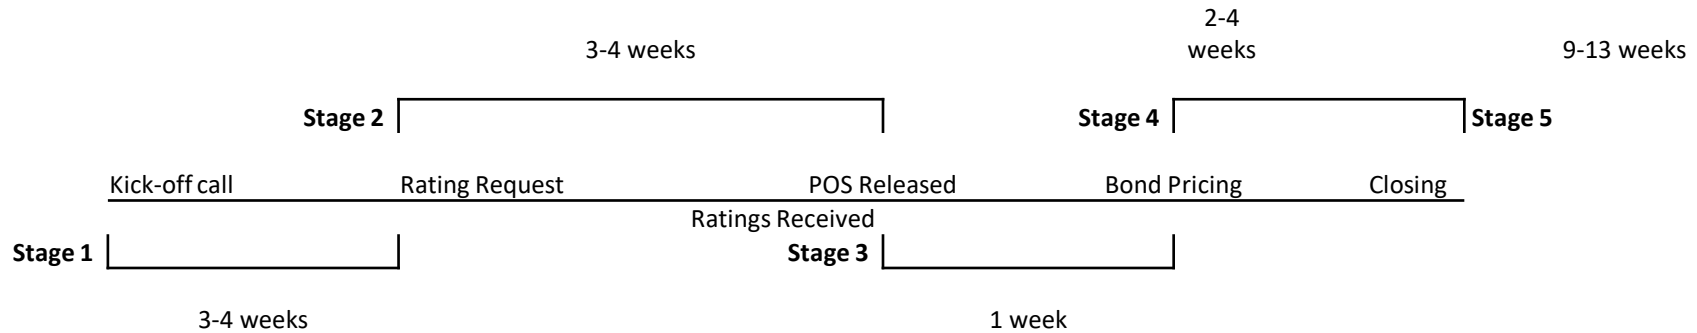 2-4
3-4 weeks
weeks
9-13 weeks
Stage 2
Stage 4
Stage 5
Kick-off call
Rating Request
POS Released
Bond Pricing
Closing
Ratings Received
Stage 1
Stage 3
3-4 weeks
1 week